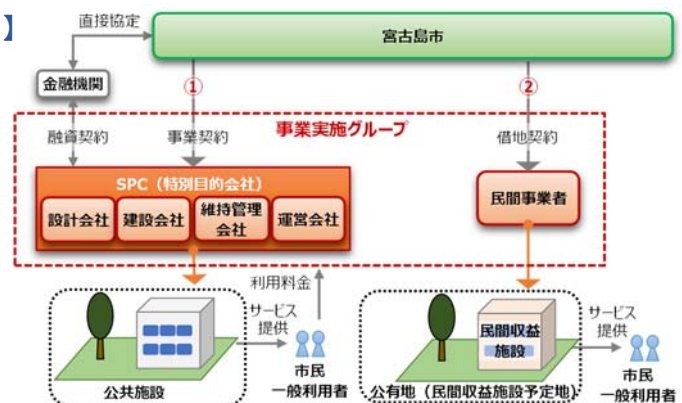 】
直接協定
宮古島市
金融機関
①
②
融資契約
事業契約
事業実施グループ
借地契約
SPC（特別目的会社）
設計会社
建設会社
維持管理
会社
運営会社
民間事業者
利用料金
サービス
提供
市民
一般利用者
公共施設
民間収益
施設
サービス
提供
市民
一般利用者
公有地（民間収益施設予定地）